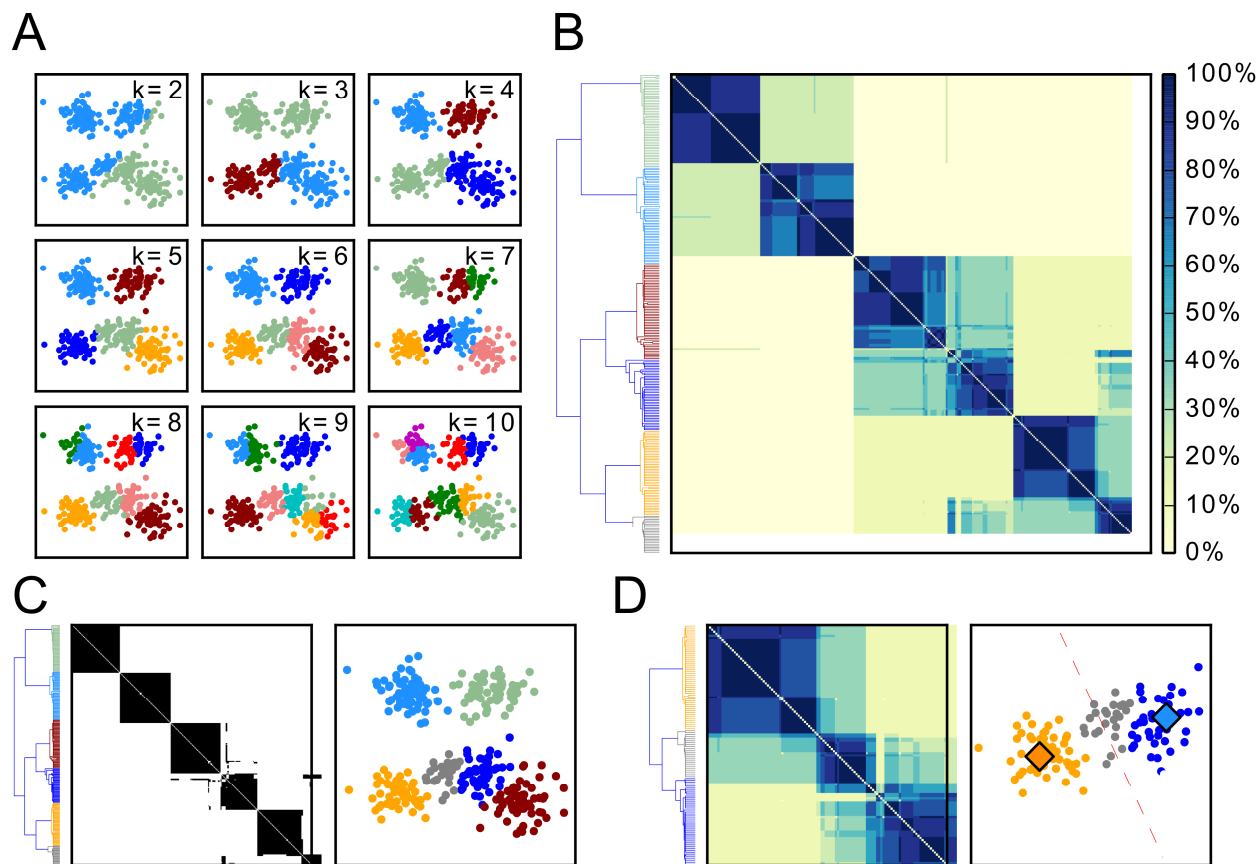 A
B
k= 2
k= 3
k= 4
k= 5
k= 6
k= 7
k= 8
k= 9
k= 10
100%
90%
80%
70%
60%
50%
40%
30%
20%
10%
0%
C
D